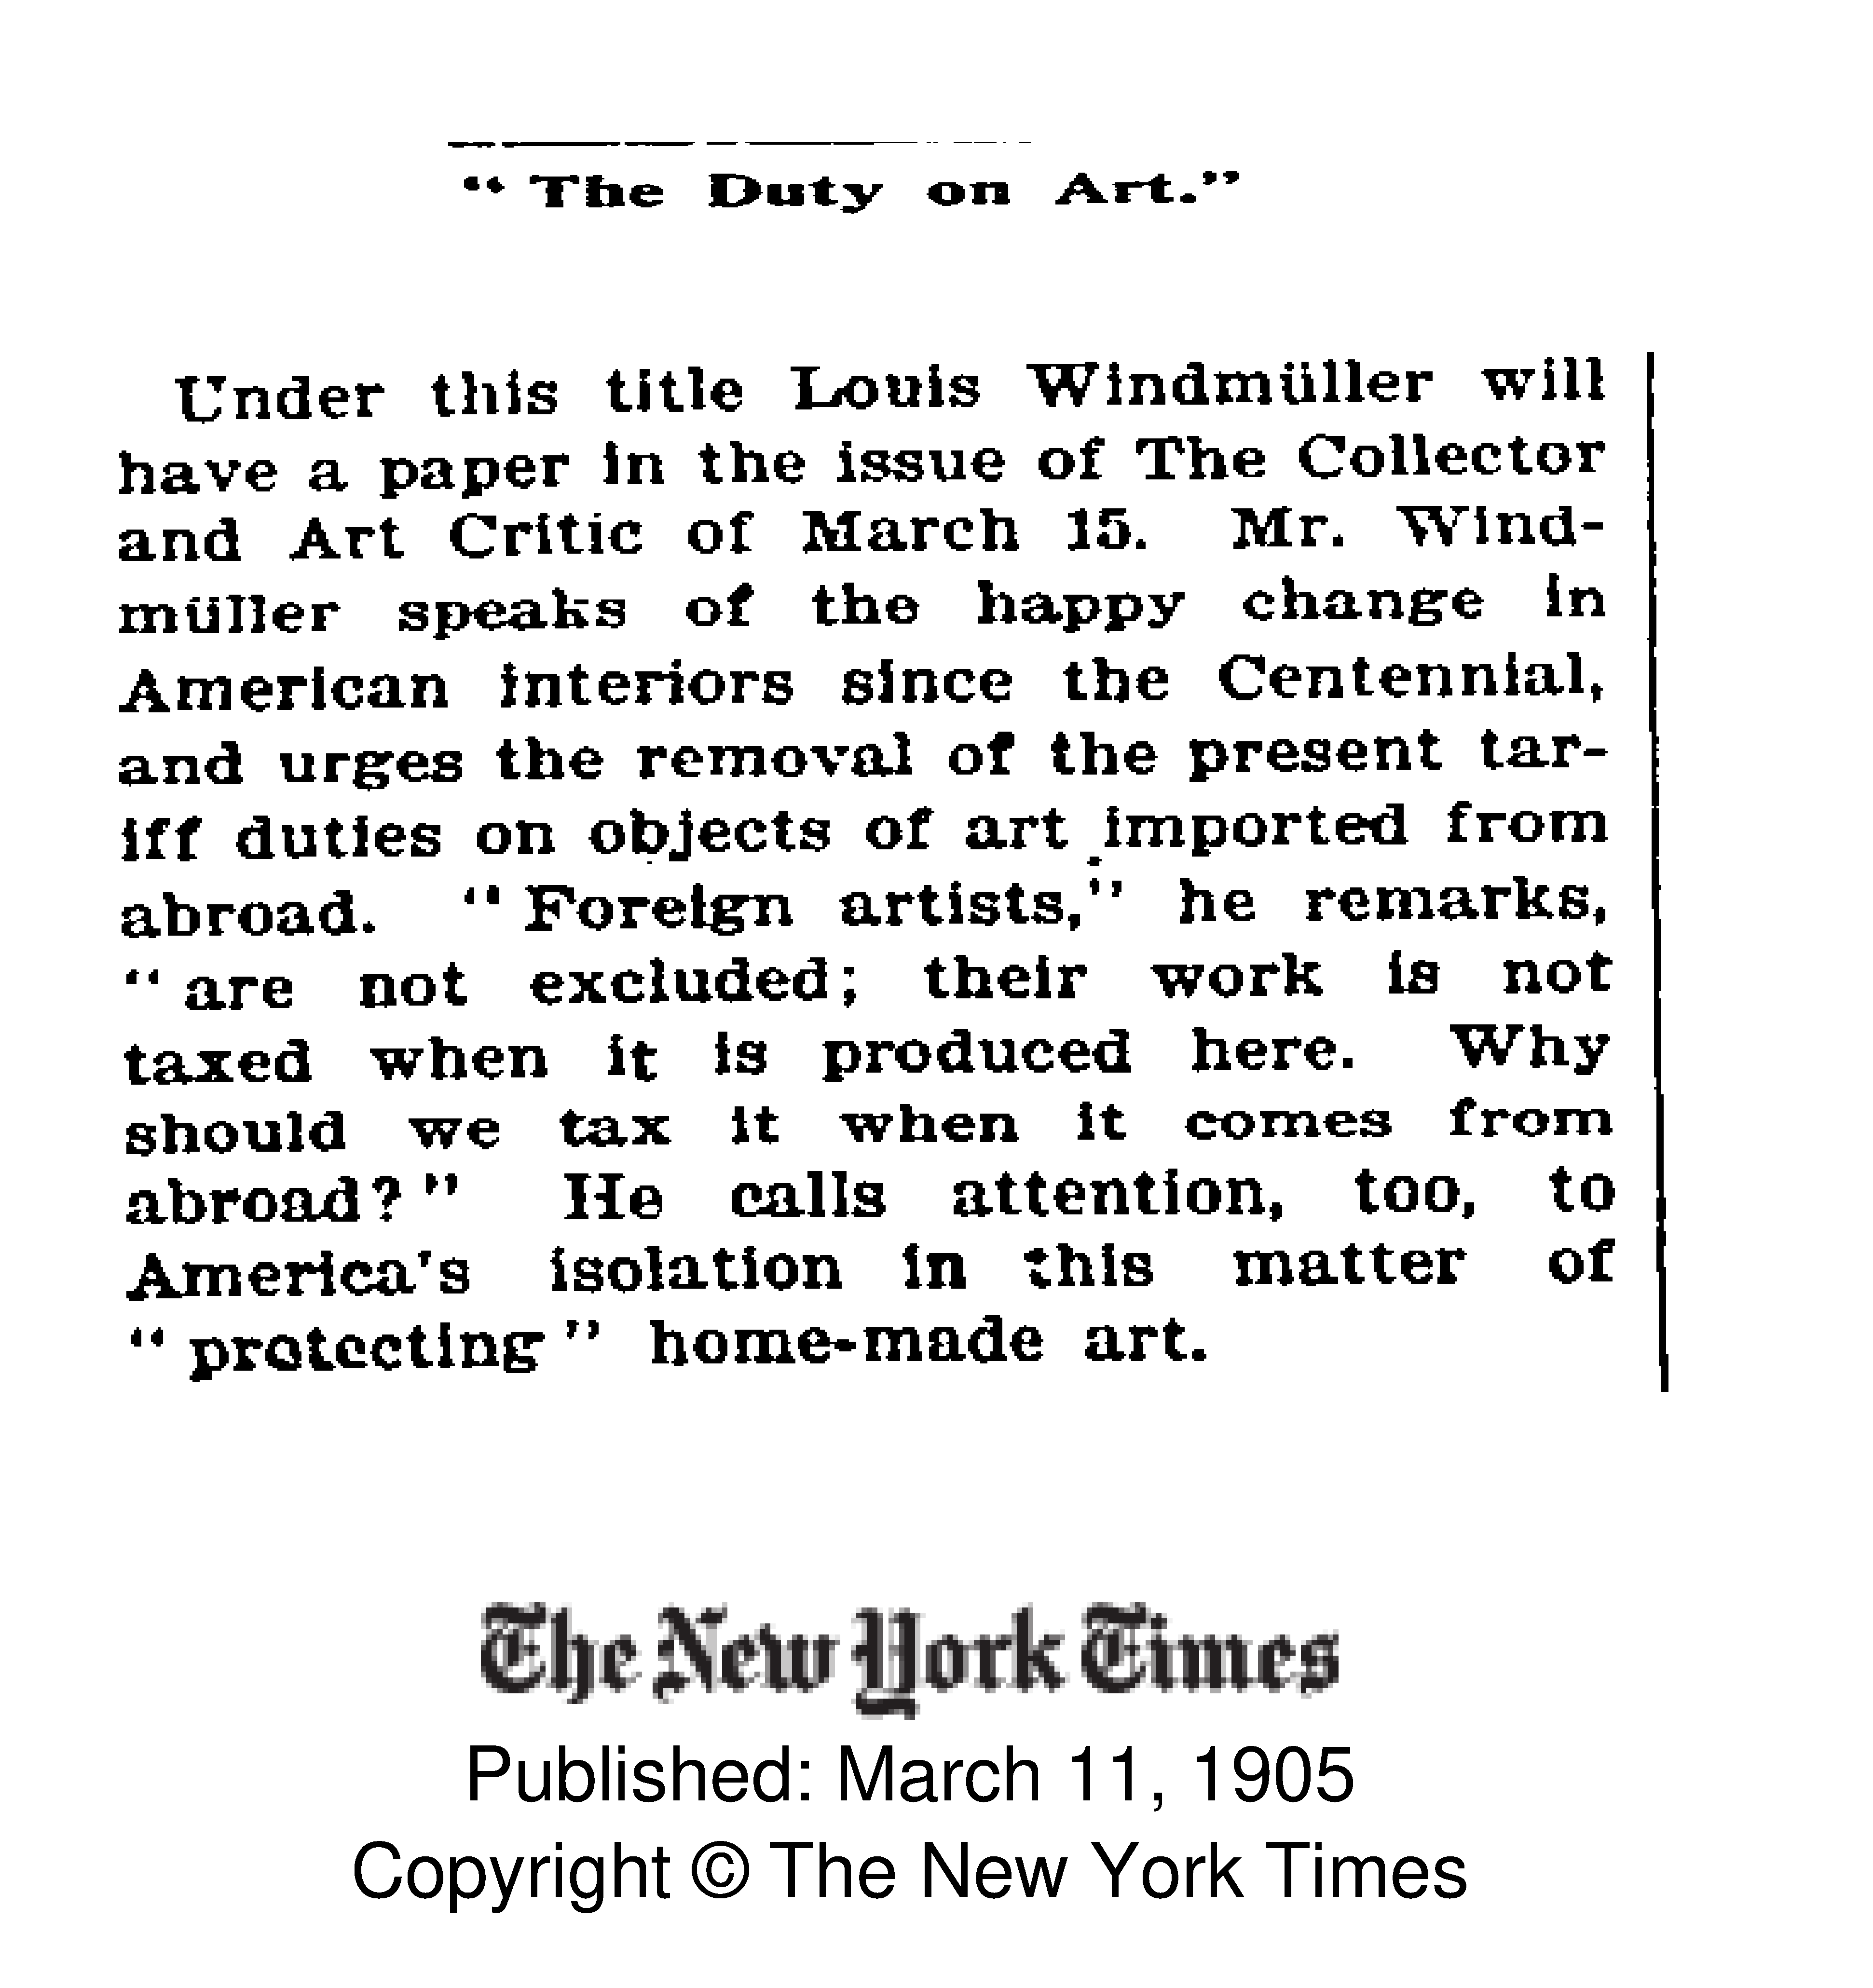 " The Duty on Art."
Under this title Louis Windmüller will
have a paper in the issue of The Collector
and Art Critic of March 15. Mr. Wind-
müller speaks of the happy change in
American interiors since the Centennial,
and urges the removal of the present tar-
iff duties on objects of art imported from
abroad. " Foreign artists," he remarks,
" are not excluded; their work is not
taxed when it is produced here. Why
should we tax it when it comes from
abroad? " He calls attention, too, to
America's isolation in this matter of
" protecting " home-made art.
The New York Times
Published: March 11, 1905
Copyright © The New York Times